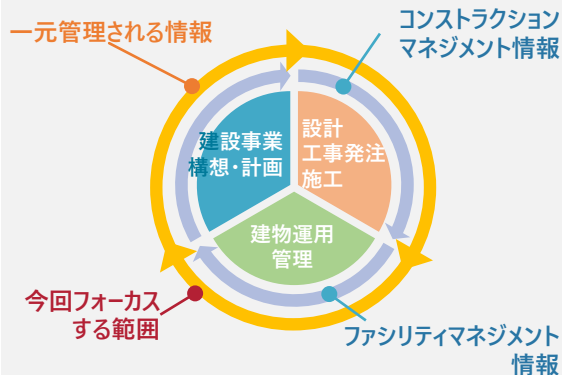 一元管理される情報
コンストラクション
マネジメント情報
建設事業
構想・計画
設計
工事発注
施工
建物運用
管理
今回フォーカス
する範囲
ファシリティマネジメント
情報